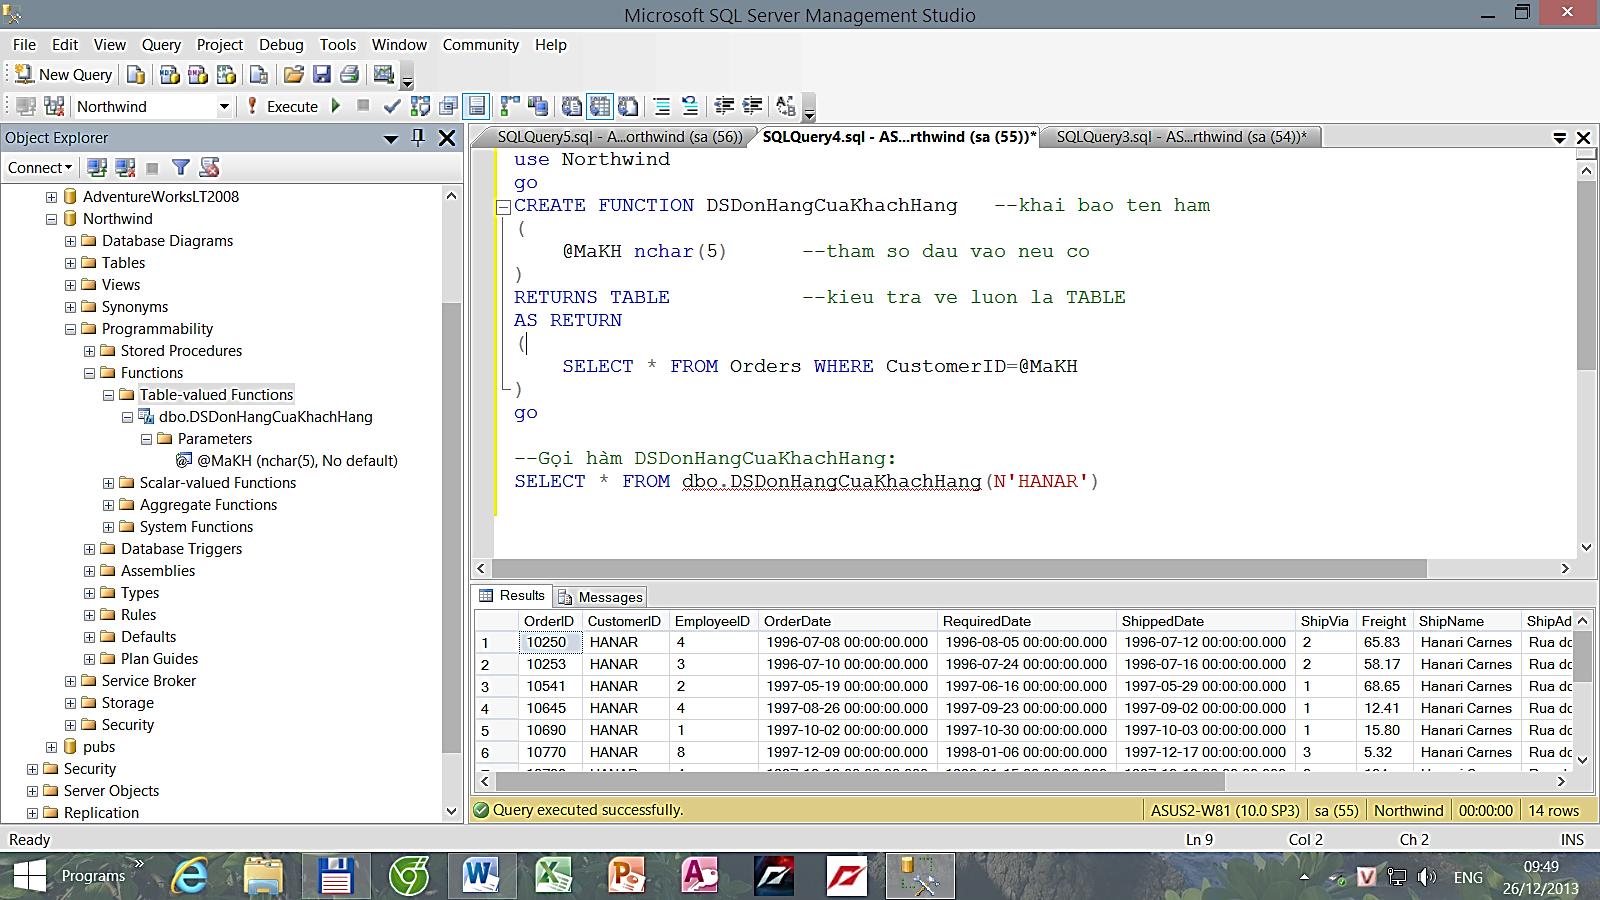 Microsoft SQL Server Management Studio
File Edit View Query Project Debug Tools Window Community Help
New Query
Northwind Execute
Object Explorer
Connect
AdventureWorksLT2008
Northwind
Database Diagrams
Tables
Views
Synonyms
Programmability
Stored Procedures
Functions
Table-valued Functions
dbo.DSDonHangCuaKhachHang
Parameters
@MaKH (nchar(5), No default)
Scalar-valued Functions
Aggregate Functions
System Functions
Database Triggers
Assemblies
Types
Rules
Defaults
Plan Guides
Service Broker
Storage
Security
pubs
Security
Server Objects
Replication
SQLQuery5.sql - A...orthwind (sa (56)) SQLQuery4.sql - AS...rthwind (sa (55))* SQLQuery3.sql - AS...rthwind (sa (54))*
use Northwind
go
CREATE FUNCTION DSDonHangCuaKhachHang --khai bao ten ham
(
@MaKH nchar(5) --tham so dau vao neu co
)
RETURNS TABLE --kieu tra ve luon la TABLE
AS RETURN
(
SELECT * FROM Orders WHERE CustomerID=@MaKH
)
go
--Gọi hàm DSDonHangCuaKhachHang:
SELECT * FROM dbo.DSDonHangCuaKhachHang(N'HANAR')
Results Messages
OrderID CustomerID EmployeeID OrderDate RequiredDate ShippedDate ShipVia Freight ShipName ShipAd
1 10250 HANAR 4 1996-07-08 00:00:00.000 1996-08-05 00:00:00.000 1996-07-12 00:00:00.000 2 65.83 Hanari Carnes Rua do
2 10253 HANAR 3 1996-07-10 00:00:00.000 1996-07-24 00:00:00.000 1996-07-16 00:00:00.000 2 58.17 Hanari Carnes Rua do
3 10541 HANAR 2 1997-05-19 00:00:00.000 1997-06-16 00:00:00.000 1997-05-29 00:00:00.000 1 68.65 Hanari Carnes Rua do
4 10645 HANAR 4 1997-08-26 00:00:00.000 1997-09-23 00:00:00.000 1997-09-02 00:00:00.000 1 12.41 Hanari Carnes Rua do
5 10690 HANAR 1 1997-10-02 00:00:00.000 1997-10-30 00:00:00.000 1997-10-03 00:00:00.000 1 15.80 Hanari Carnes Rua do
6 10770 HANAR 8 1997-12-09 00:00:00.000 1998-01-06 00:00:00.000 1997-12-17 00:00:00.000 3 5.32 Hanari Carnes Rua do
Query executed successfully. ASUS2-W81 (10.0 SP3) sa (55) Northwind 00:00:00 14 rows
Ready Ln 9 Col 2 Ch 2 INS
Programs ENG 09:49
26/12/2013